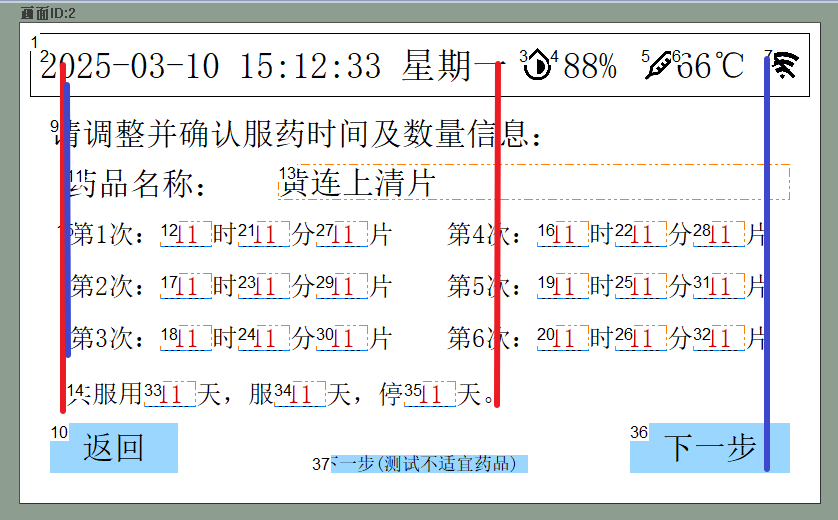 画面ID:2
1
2 2025-03-10 15:12:33 星期一 3 4 88% 5 6 66℃ 7
9 请调整并确认服药时间及数量信息：
11 药品名称： 13 黄连上清片
15 第1次： 12 11 时 21 11 分 27 11 片 第4次： 16 11 时 22 11 分 28 11 片
第2次： 17 11 时 23 11 分 29 11 片 第5次： 19 11 时 25 11 分 31 11 片
第3次： 18 11 时 24 11 分 30 11 片 第6次： 20 11 时 26 11 分 32 11 片
14 共服用 33 11 天，服 34 11 天，停 35 11 天。
10 返回 37 下一步(测试不适宜药品) 36 下一步